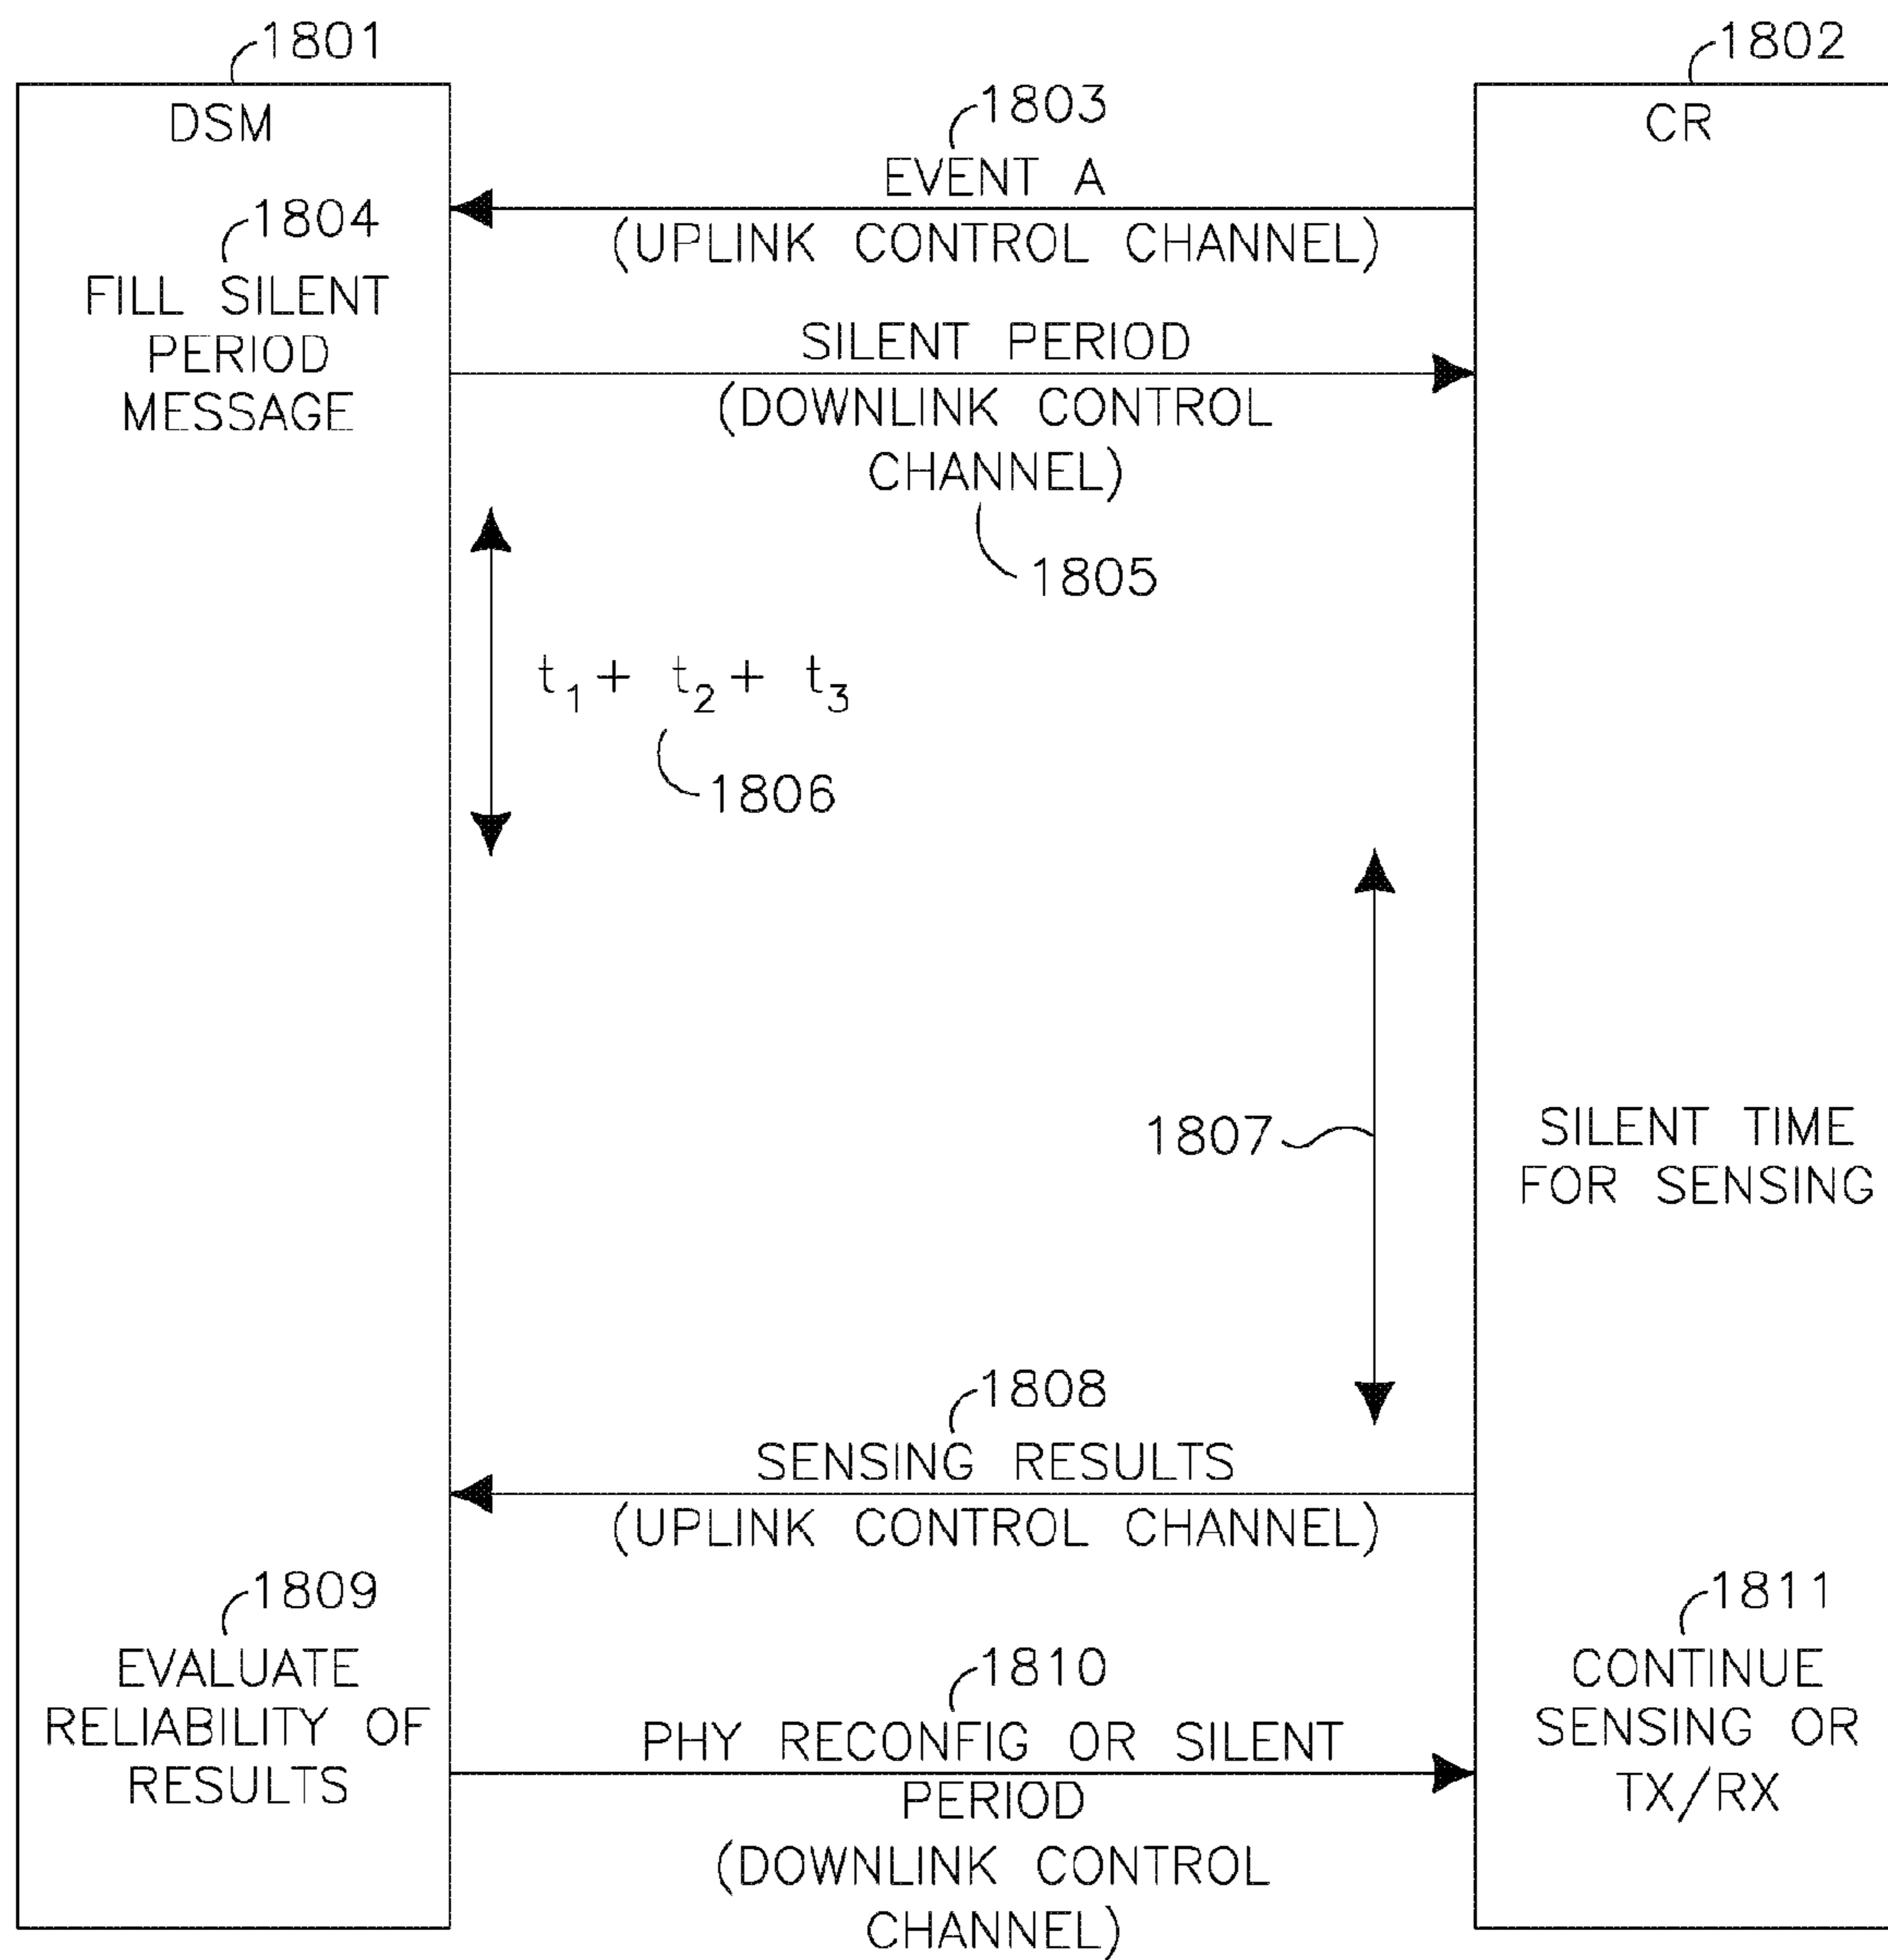 1801
1802
DSM
CR
1803
EVENT A
(UPLINK CONTROL CHANNEL)
1804
FILL SILENT
PERIOD
MESSAGE
SILENT PERIOD
(DOWNLINK CONTROL
CHANNEL)
1805
t1 + t2 + t3
1806
1807
SILENT TIME
FOR SENSING
1808
SENSING RESULTS
(UPLINK CONTROL CHANNEL)
1809
EVALUATE
RELIABILITY OF
RESULTS
1810
PHY RECONFIG OR SILENT
PERIOD
(DOWNLINK CONTROL
CHANNEL)
1811
CONTINUE
SENSING OR
TX/RX